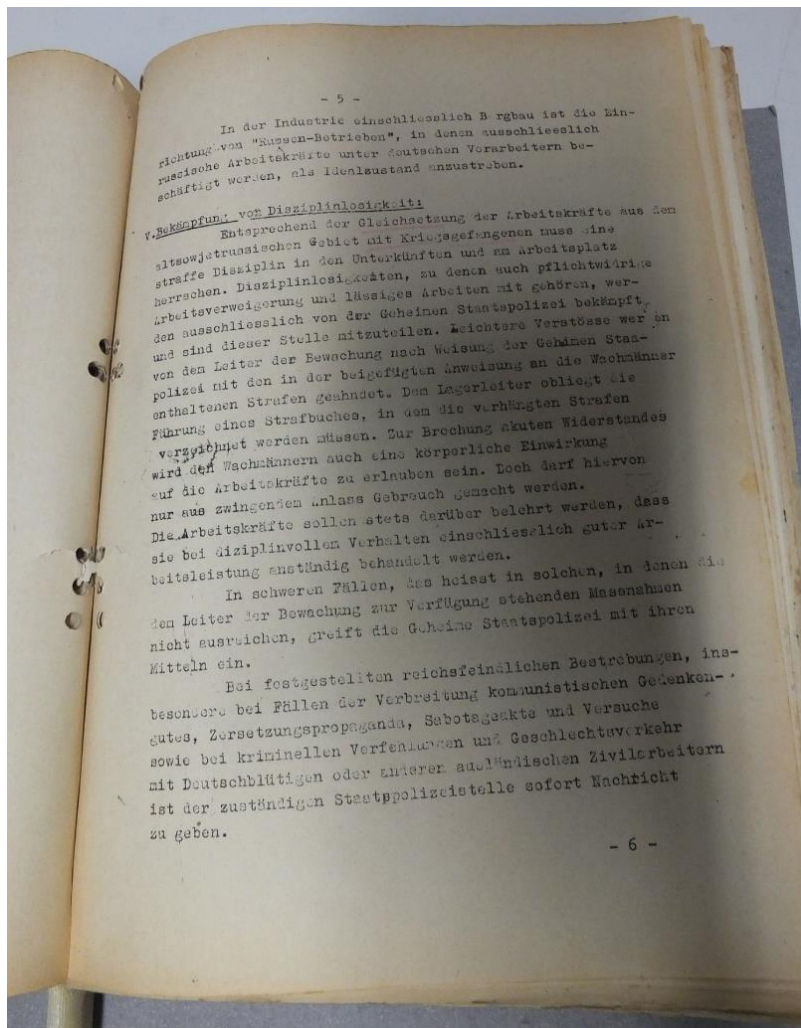 - 5 -
In der Industrie einschliesslich B rgbau ist die Ein-
richtung von "Russen-Betrieben", in denen ausschliesslich
russische Arbeitskräfte unter deutschen Vorarbeitern be-
schäftigt werden, als Idealzustand anzustreben.
V. Bekämpfung von Disziplinlosigkeit:
Entsprechend der Gleichsetzung der Arbeitskräfte aus dem
altsowjetrussischen Gebiet mit Kriegsgefangenen muss eine
straffe Disziplin in den Unterkünften und am Arbeitsplatz
herrschen. Disziplinlosigkeiten, zu denen auch pflichtwidrige
Arbeitsverweigerung und lässiges Arbeiten mit gehören, wer-
den ausschliesslich von der Geheimen Staatspolizei bekämpft
und sind dieser Stelle mitzuteilen. Leichtere Verstösse wer en
von dem Leiter der Bewachung nach Weisung der Geheimen Staa-
polizei mit den in der beigefügten Anweisung an die Wachmänner
enthaltenen Strafen geahndet. Dem Lagerleiter obliegt die
Führung eines Strafbuches, in dem die verhängten Strafen
verzeichnet werden müssen. Zur Brechung akuten Widerstandes
wird den Wachmännern auch eine körperliche Einwirkung
auf die Arbeitskräfte zu erlauben sein. Doch darf hiervon
nur aus zwingendem Anlass Gebrauch gemacht werden.
Die Arbeitskräfte sollen stets darüber belehrt werden, dass
sie bei diziplinvollem Verhalten einschliesslich guter Ar-
beitsleistung anständig behandelt werden.
In schweren Fällen, das heisst in solchen, in denen die
dem Leiter der Bewachung zur Verfügung stehenden Massnahmen
nicht ausreichen, greift die Geheime Staatspolizei mit ihren
Mitteln ein.
Bei festgestellten reichsfeindlichen Bestrebungen, ins-
besondere bei Fällen der Verbreitung kommunistischen Gedenken-
gutes, Zersetzungspropaganda, Sabotageakte und Versuche
sowie bei kriminellen Verfehlungen und Geschlechtsverkehr
mit Deutschblütigen oder anderen ausländischen Zivilarbeitern
ist der zuständigen Staatppolizeistelle sofort Nachricht
zu geben.
- 6 -